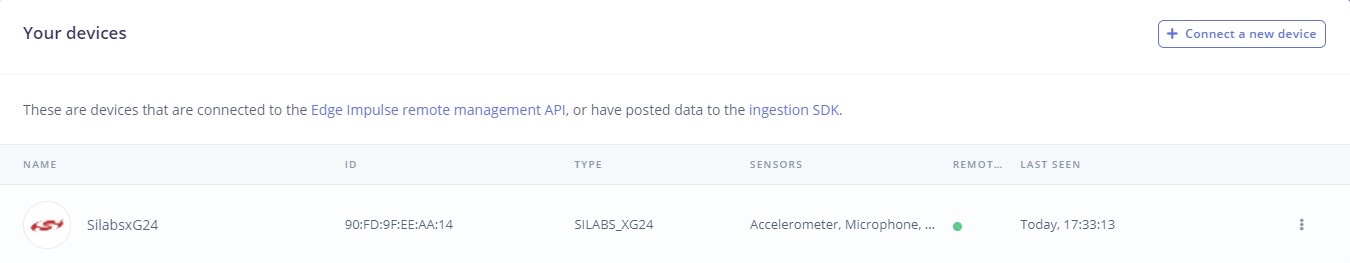 Your devices
+ Connect a new device
These are devices that are connected to the Edge Impulse remote management API, or have posted data to the ingestion SDK.
NAME ID TYPE SENSORS REMOT... LAST SEEN
SilabsxG24 90:FD:9F:EE:AA:14 SILABS_XG24 Accelerometer, Microphone, ... Today, 17:33:13